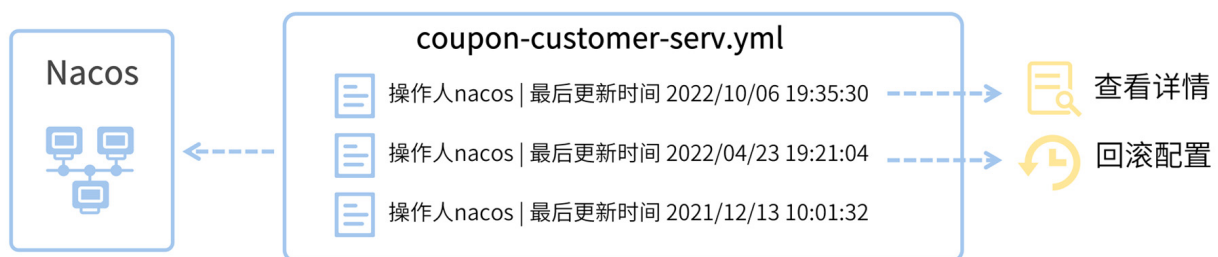 Nacos
coupon-customer-serv.yml
操作人nacos | 最后更新时间 2022/10/06 19:35:30
操作人nacos | 最后更新时间 2022/04/23 19:21:04
操作人nacos | 最后更新时间 2021/12/13 10:01:32
查看详情
回滚配置